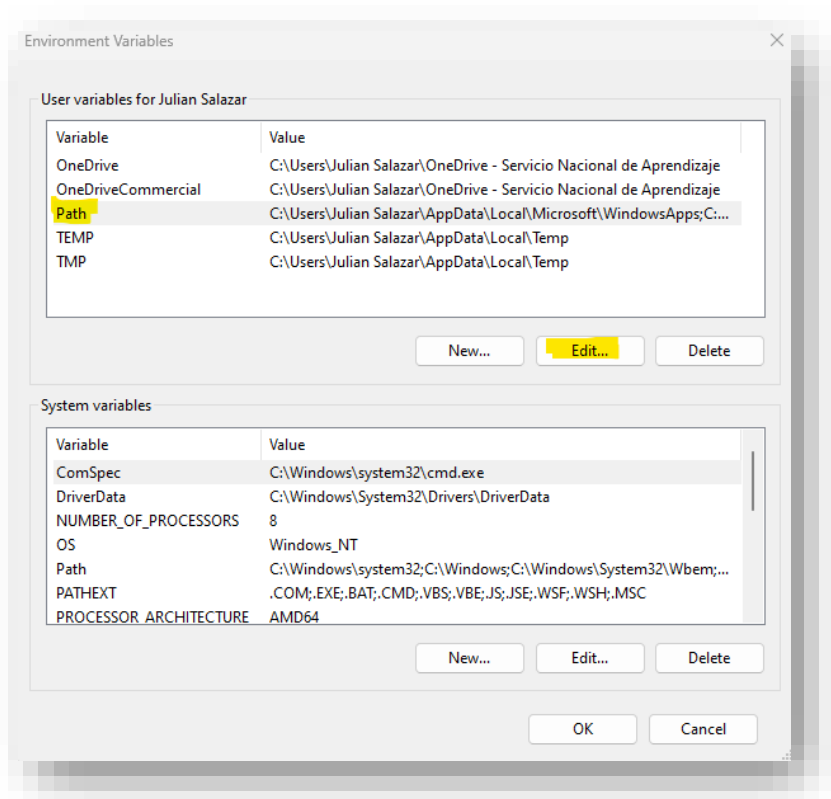 Environment Variables
User variables for Julian Salazar
Variable Value
OneDrive C:\Users\Julian Salazar\OneDrive - Servicio Nacional de Aprendizaje
OneDriveCommercial C:\Users\Julian Salazar\OneDrive - Servicio Nacional de Aprendizaje
Path C:\Users\Julian Salazar\AppData\Local\Microsoft\WindowsApps;C:...
TEMP C:\Users\Julian Salazar\AppData\Local\Temp
TMP C:\Users\Julian Salazar\AppData\Local\Temp
New... Edit... Delete
System variables
Variable Value
ComSpec C:\Windows\system32\cmd.exe
DriverData C:\Windows\System32\Drivers\DriverData
NUMBER_OF_PROCESSORS 8
OS Windows_NT
Path C:\Windows\system32;C:\Windows;C:\Windows\System32\Wbem;...
PATHEXT .COM;.EXE;.BAT;.CMD;.VBS;.VBE;.JS;.JSE;.WSF;.WSH;.MSC
PROCESSOR_ARCHITECTURE AMD64
New... Edit... Delete
OK Cancel